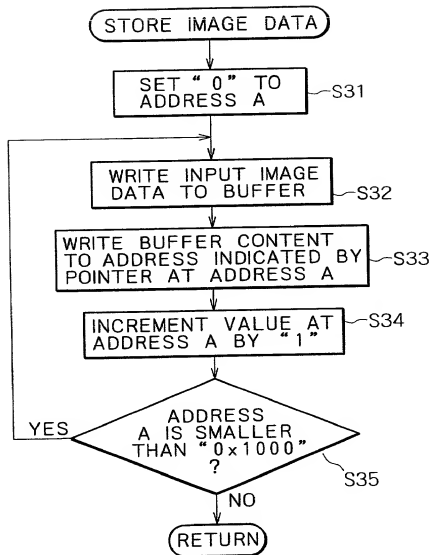 STORE IMAGE DATA
SET " 0" TO
ADDRESS A
S31
WRITE INPUT IMAGE
DATA TO BUFFER
S32
WRITE BUFFER CONTENT
TO ADDRESS INDICATED BY
POINTER AT ADDRESS A
S33
INCREMENT VALUE AT
ADDRESS A BY "1"
S34
ADDRESS
A IS SMALLER
THAN "0x1000"
?
S35
YES
NO
RETURN